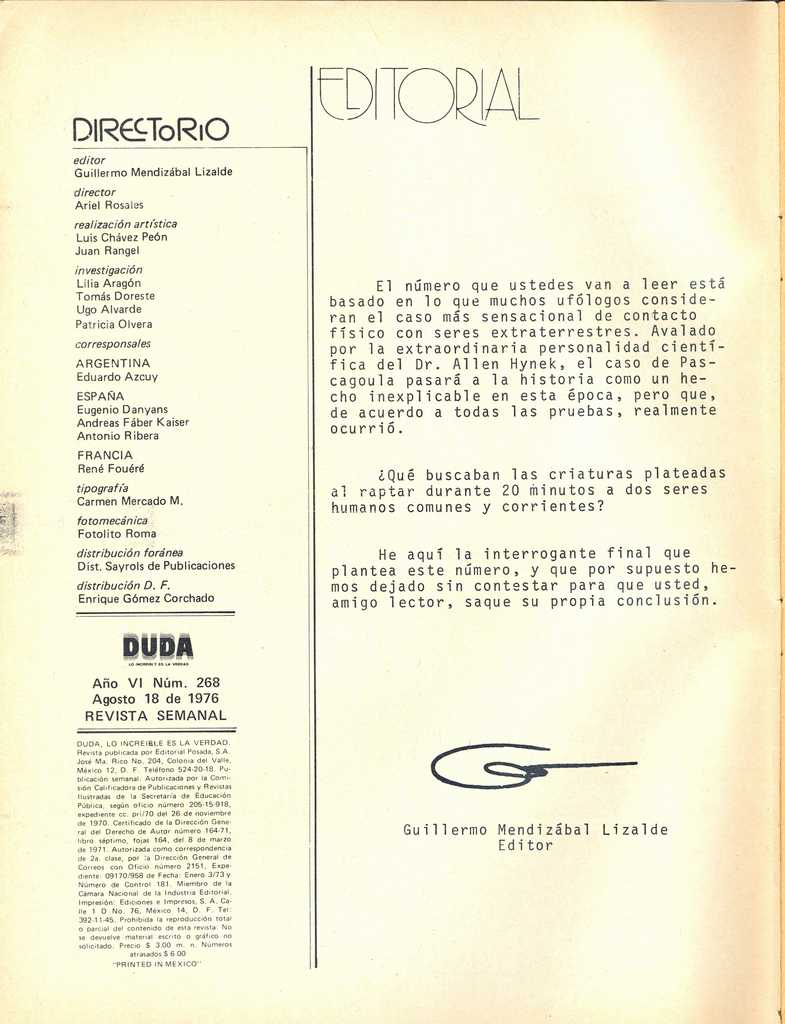 DIRECTORIO
editor
Guillermo Mendizábal Lizalde
director
Ariel Rosales
realización artística
Luis Chávez Peón
Juan Rangel
investigación
Lilia Aragón
Tomás Doreste
Ugo Alvarde
Patricia Olvera
corresponsales
ARGENTINA
Eduardo Azcuy
ESPAÑA
Eugenio Danyans
Andreas Fáber Kaiser
Antonio Ribera
FRANCIA
René Fouéré
tipografía
Carmen Mercado M.
fotomecánica
Fotolito Roma
distribución foránea
Dist. Sayrols de Publicaciones
distribución D. F.
Enrique Gómez Corchado
DUDA
LO INCREIBLE ES LA VERDAD
Año VI Núm. 268
Agosto 18 de 1976
REVISTA SEMANAL
DUDA, LO INCREIBLE ES LA VERDAD.
Revista publicada por Editorial Posada, S.A.
José Ma. Rico No. 204, Colonia del Valle,
México 12, D. F. Teléfono 524-20-18. Pu-
blicación semanal. Autorizada por la Comi-
sión Calificadora de Publicaciones y Revistas
Ilustradas de la Secretaría de Educación
Pública, según oficio número 205-15-918,
expediente cc. pri/70 del 26 de noviembre
de 1970. Certificado de la Dirección Gene-
ral del Derecho de Autor número 164-71,
libro séptimo, fojas 164, del 8 de marzo
de 1971. Autorizada como correspondencia
de 2a. clase, por la Dirección General de
Correos con Oficio número 2151, Expe-
diente: 09170/958 de Fecha: Enero 3/73 y
Número de Control 181. Miembro de la
Cámara Nacional de la Industria Editorial.
Impresión: Ediciones e Impresos, S. A. Ca-
lle 1 D No. 76, México 14, D. F. Tel:
392-11-45. Prohibida la reproducción total
o parcial del contenido de esta revista. No
se devuelve material escrito o gráfico no
solicitado. Precio $ 3.00 m. n. Números
atrasados $ 6.00
"PRINTED IN MEXICO"
EDITORIAL
El número que ustedes van a leer está
basado en lo que muchos ufólogos conside-
ran el caso más sensacional de contacto
físico con seres extraterrestres. Avalado
por la extraordinaria personalidad cientí-
fica del Dr. Allen Hynek, el caso de Pas-
cagoula pasará a la historia como un he-
cho inexplicable en esta época, pero que,
de acuerdo a todas las pruebas, realmente
ocurrió.
¿Qué buscaban las criaturas plateadas
al raptar durante 20 minutos a dos seres
humanos comunes y corrientes?
He aquí la interrogante final que
plantea este número, y que por supuesto he-
mos dejado sin contestar para que usted,
amigo lector, saque su propia conclusión.
Guillermo Mendizábal Lizalde
Editor